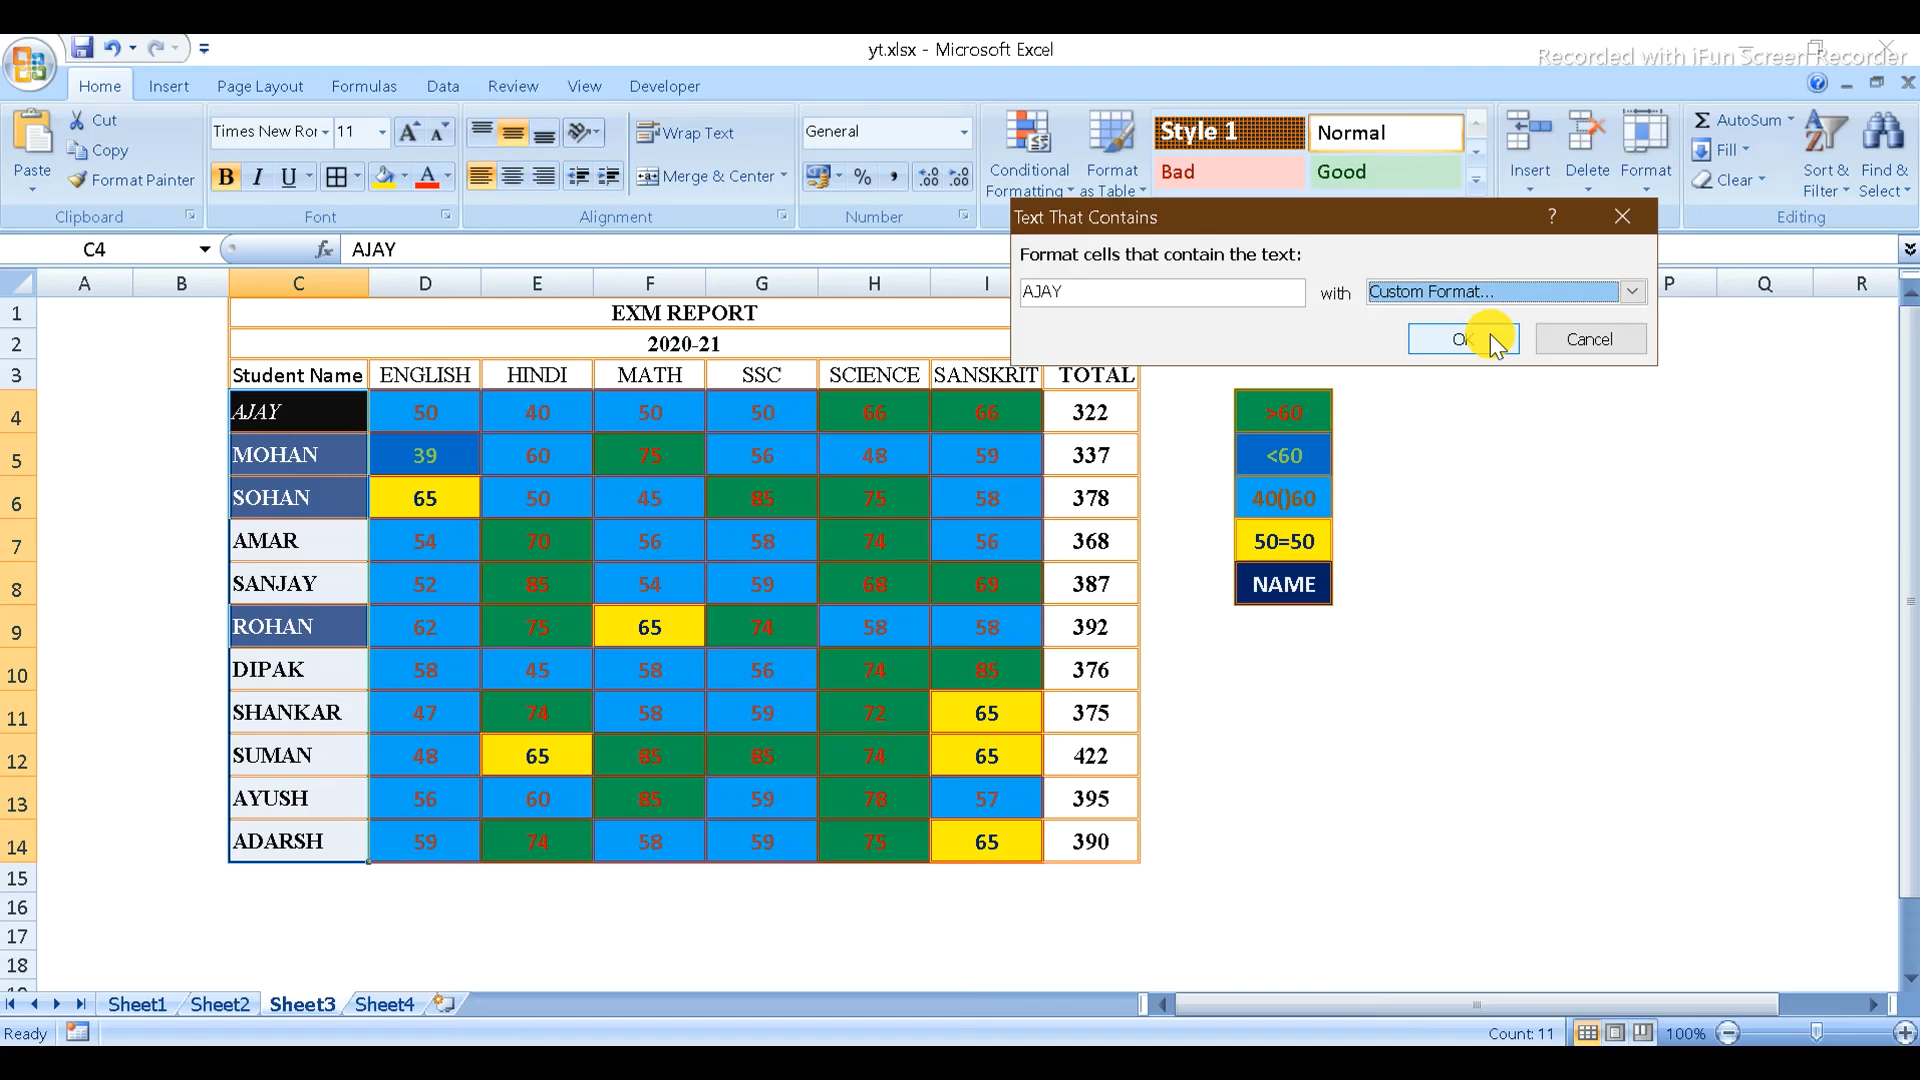 yt.xlsx - Microsoft Excel
Recorded with iFun Screen Recorder
Home Insert Page Layout Formulas Data Review View Developer
Paste
Cut
Copy
Format Painter
Clipboard
Times New Ror 11
B I U
Font
Wrap Text
Merge & Center
Alignment
General
% ,
Number
Conditional Formatting
Format as Table
Style 1 Normal
Bad Good
Insert Delete Format
AutoSum
Fill
Clear
Sort & Filter
Find & Select
Editing
C4 fx AJAY
Text That Contains ?
Format cells that contain the text:
AJAY with Custom Format...
OK Cancel
A B C D E F G H I P Q R
1 EXM REPORT
2 2020-21
3 Student Name ENGLISH HINDI MATH SSC SCIENCE SANSKRIT TOTAL
4 AJAY 50 40 50 50 66 66 322 >60
5 MOHAN 39 60 75 56 48 59 337 <60
6 SOHAN 65 50 45 85 75 58 378 40()60
7 AMAR 54 70 56 58 74 56 368 50=50
8 SANJAY 52 85 54 59 68 69 387 NAME
9 ROHAN 62 75 65 74 58 58 392
10 DIPAK 58 45 58 56 74 85 376
11 SHANKAR 47 74 58 59 72 65 375
12 SUMAN 48 65 85 85 74 65 422
13 AYUSH 56 60 85 59 78 57 395
14 ADARSH 59 74 58 59 75 65 390
15
16
17
18
Sheet1 Sheet2 Sheet3 Sheet4
Ready Count: 11 100%